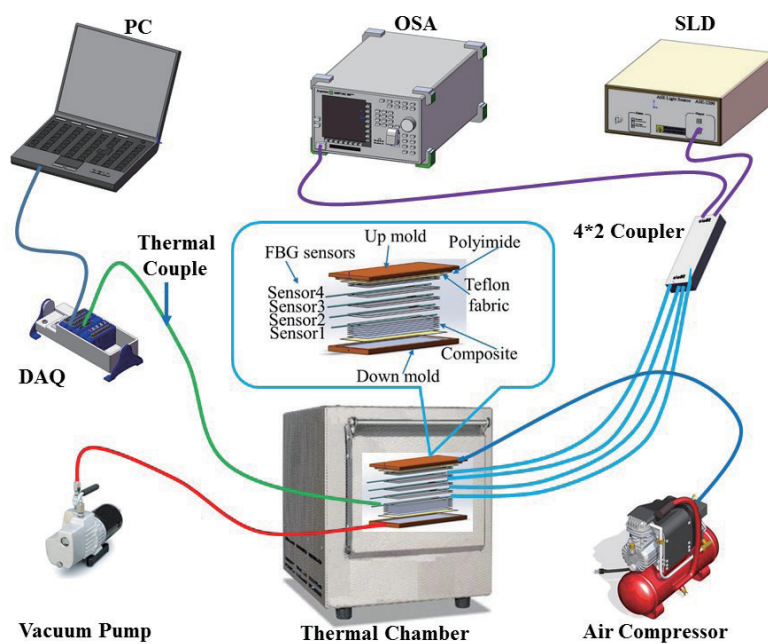 PC
OSA
SLD
4*2 Coupler
Thermal
Couple
Up mold
Polyimide
FBG sensors
Teflon
fabric
Sensor4
Sensor3
Sensor2
Sensor1
Composite
Down mold
DAQ
Vacuum Pump
Thermal Chamber
Air Compressor